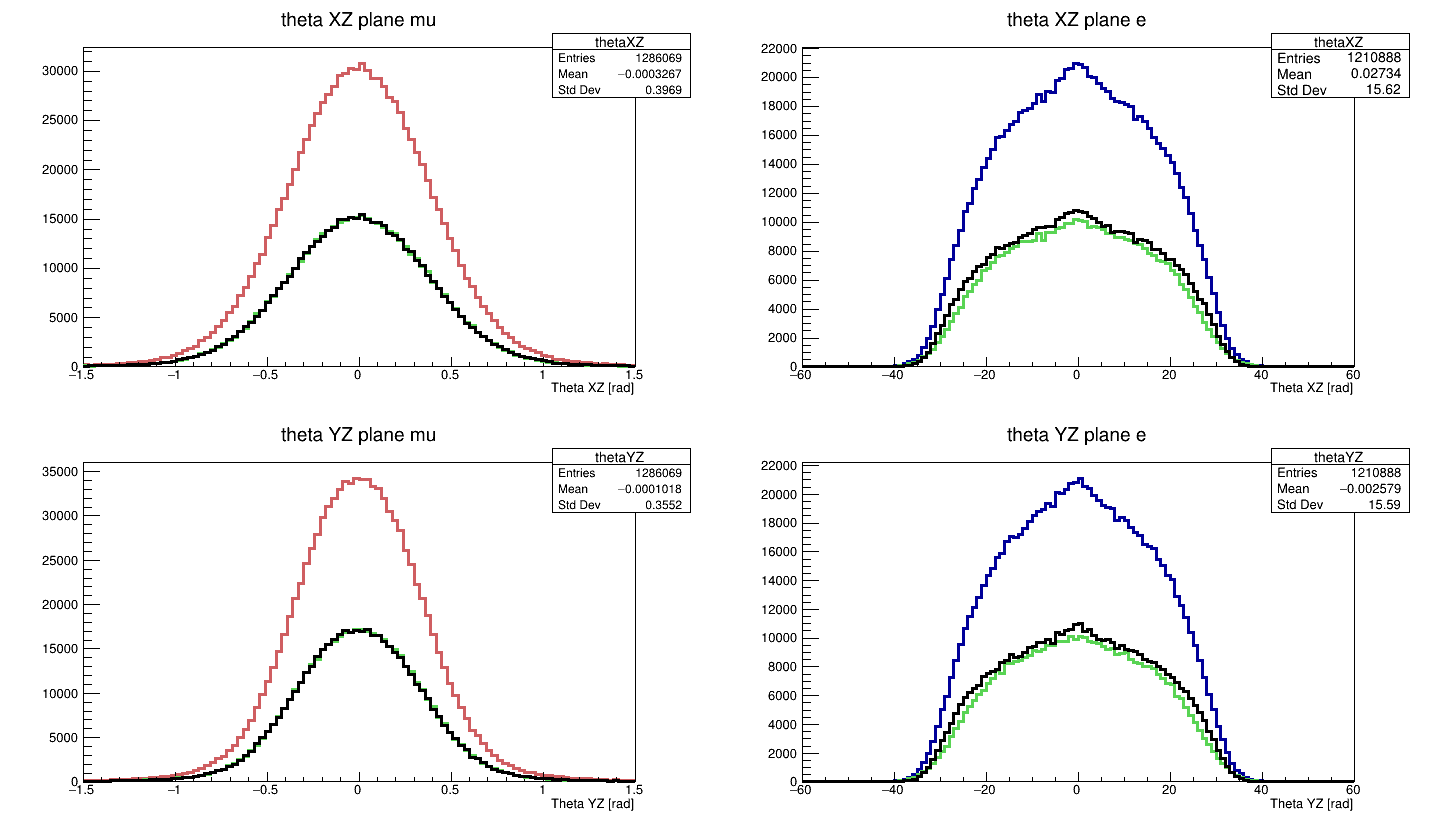 theta XZ plane mu
thetaXZ
Entries 1286069
Mean −0.0003267
Std Dev 0.3969
30000
25000
20000
15000
10000
5000
0
−1.5 −1 −0.5 0 0.5 1 1.5
Theta XZ [rad]
theta XZ plane e
thetaXZ
Entries 1210888
Mean 0.02734
Std Dev 15.62
22000
20000
18000
16000
14000
12000
10000
8000
6000
4000
2000
0
−60 −40 −20 0 20 40 60
Theta XZ [rad]
theta YZ plane mu
thetaYZ
Entries 1286069
Mean −0.0001018
Std Dev 0.3552
35000
30000
25000
20000
15000
10000
5000
0
−1.5 −1 −0.5 0 0.5 1 1.5
Theta YZ [rad]
theta YZ plane e
thetaYZ
Entries 1210888
Mean −0.002579
Std Dev 15.59
22000
20000
18000
16000
14000
12000
10000
8000
6000
4000
2000
0
−60 −40 −20 0 20 40 60
Theta YZ [rad]